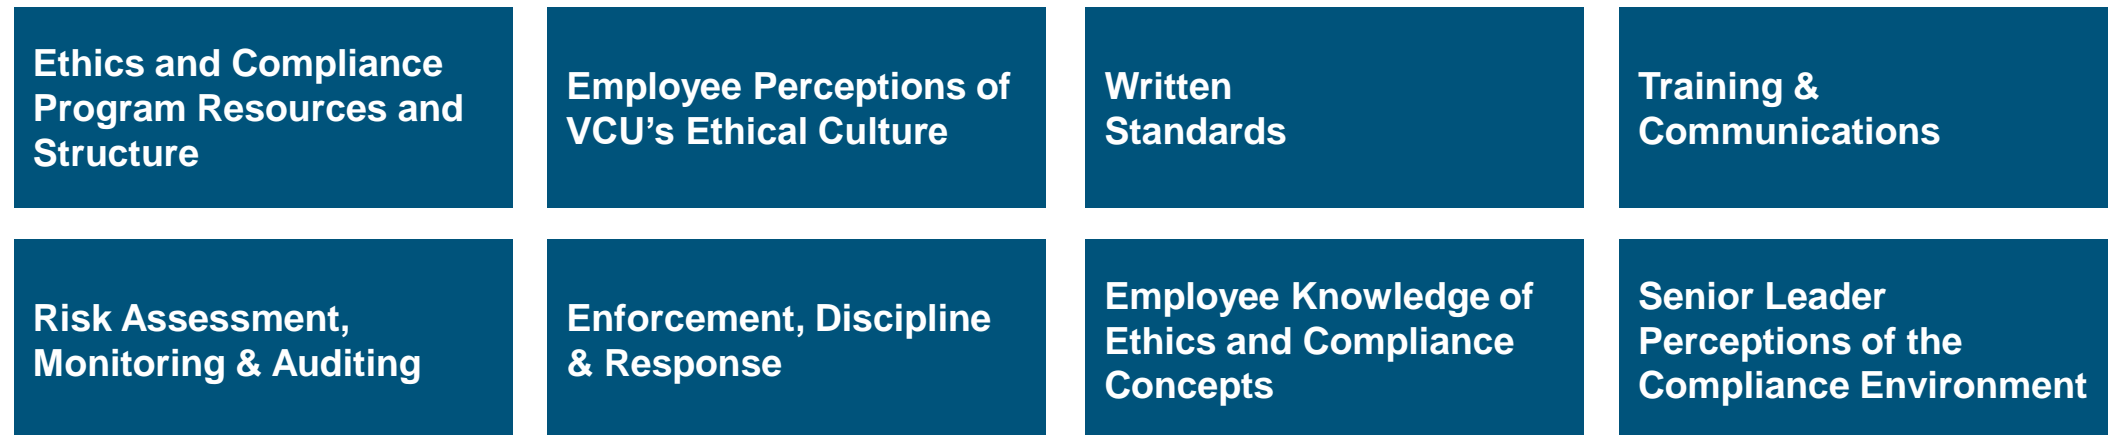 Ethics and Compliance
Program Resources and
Structure
Employee Perceptions of
VCU’s Ethical Culture
Written
Standards
Training &
Communications
Risk Assessment,
Monitoring & Auditing
Enforcement, Discipline
& Response
Employee Knowledge of
Ethics and Compliance
Concepts
Senior Leader
Perceptions of the
Compliance Environment